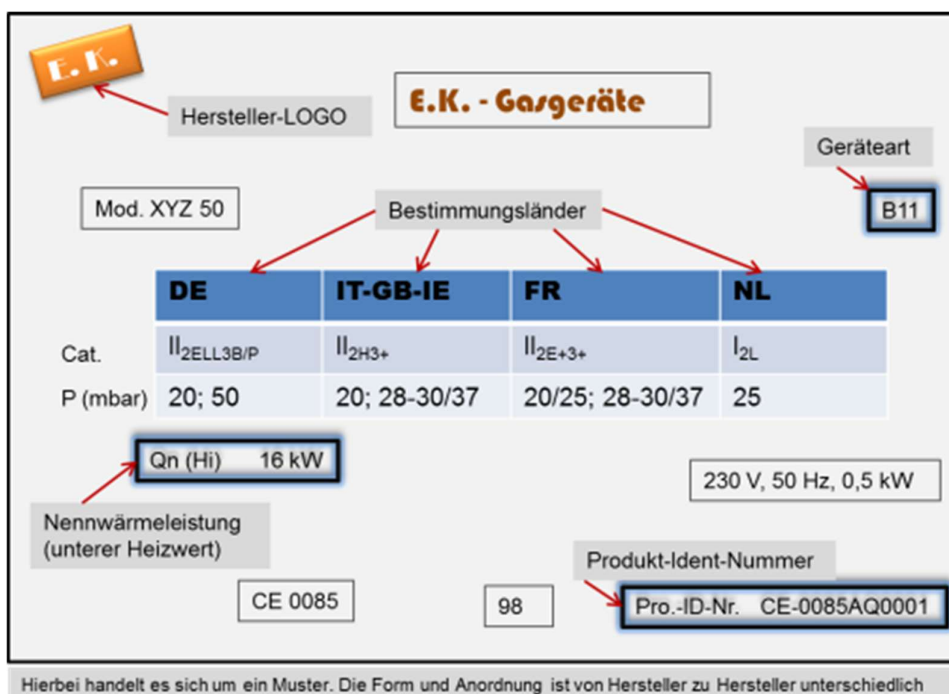 E. K.
Hersteller-LOGO
E.K. - Gasgeräte
Geräteart
Mod. XYZ 50
Bestimmungsländer
B11
DE IT-GB-IE FR NL
Cat. II2ELL3B/P II2H3+ II2E+3+ I2L
P (mbar) 20; 50 20; 28-30/37 20/25; 28-30/37 25
Qn (Hi) 16 kW
230 V, 50 Hz, 0,5 kW
Nennwärmeleistung
(unterer Heizwert)
Produkt-Ident-Nummer
CE 0085
98
Pro.-ID-Nr. CE-0085AQ0001
Hierbei handelt es sich um ein Muster. Die Form und Anordnung ist von Hersteller zu Hersteller unterschiedlich